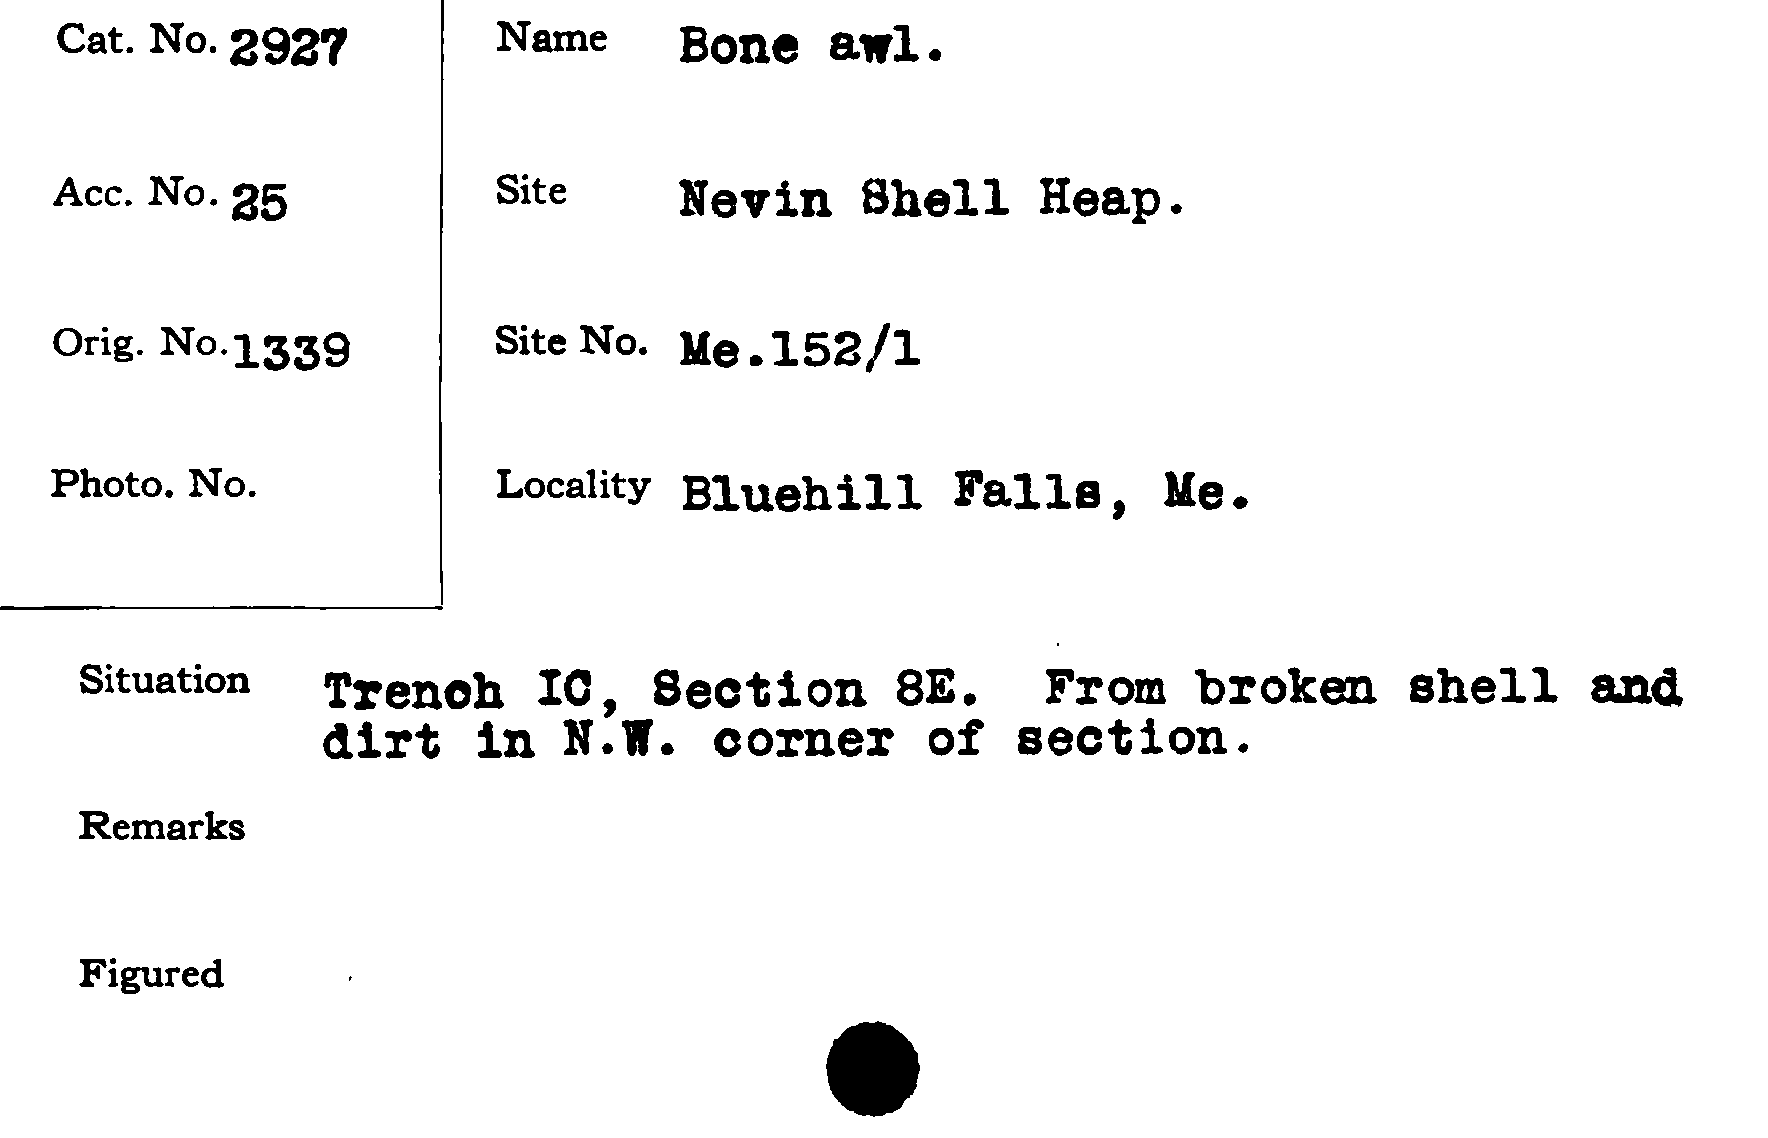 Cat. No. 2927
Name Bone awl.
Acc. No. 25
Site Nevin Shell Heap.
Orig. No. 1339
Site No. Me.152/1
Photo. No.
Locality Bluehill Falls, Me.
Situation Trench IC, Section 8E. From broken shell and
dirt in N.W. corner of section.
Remarks
Figured